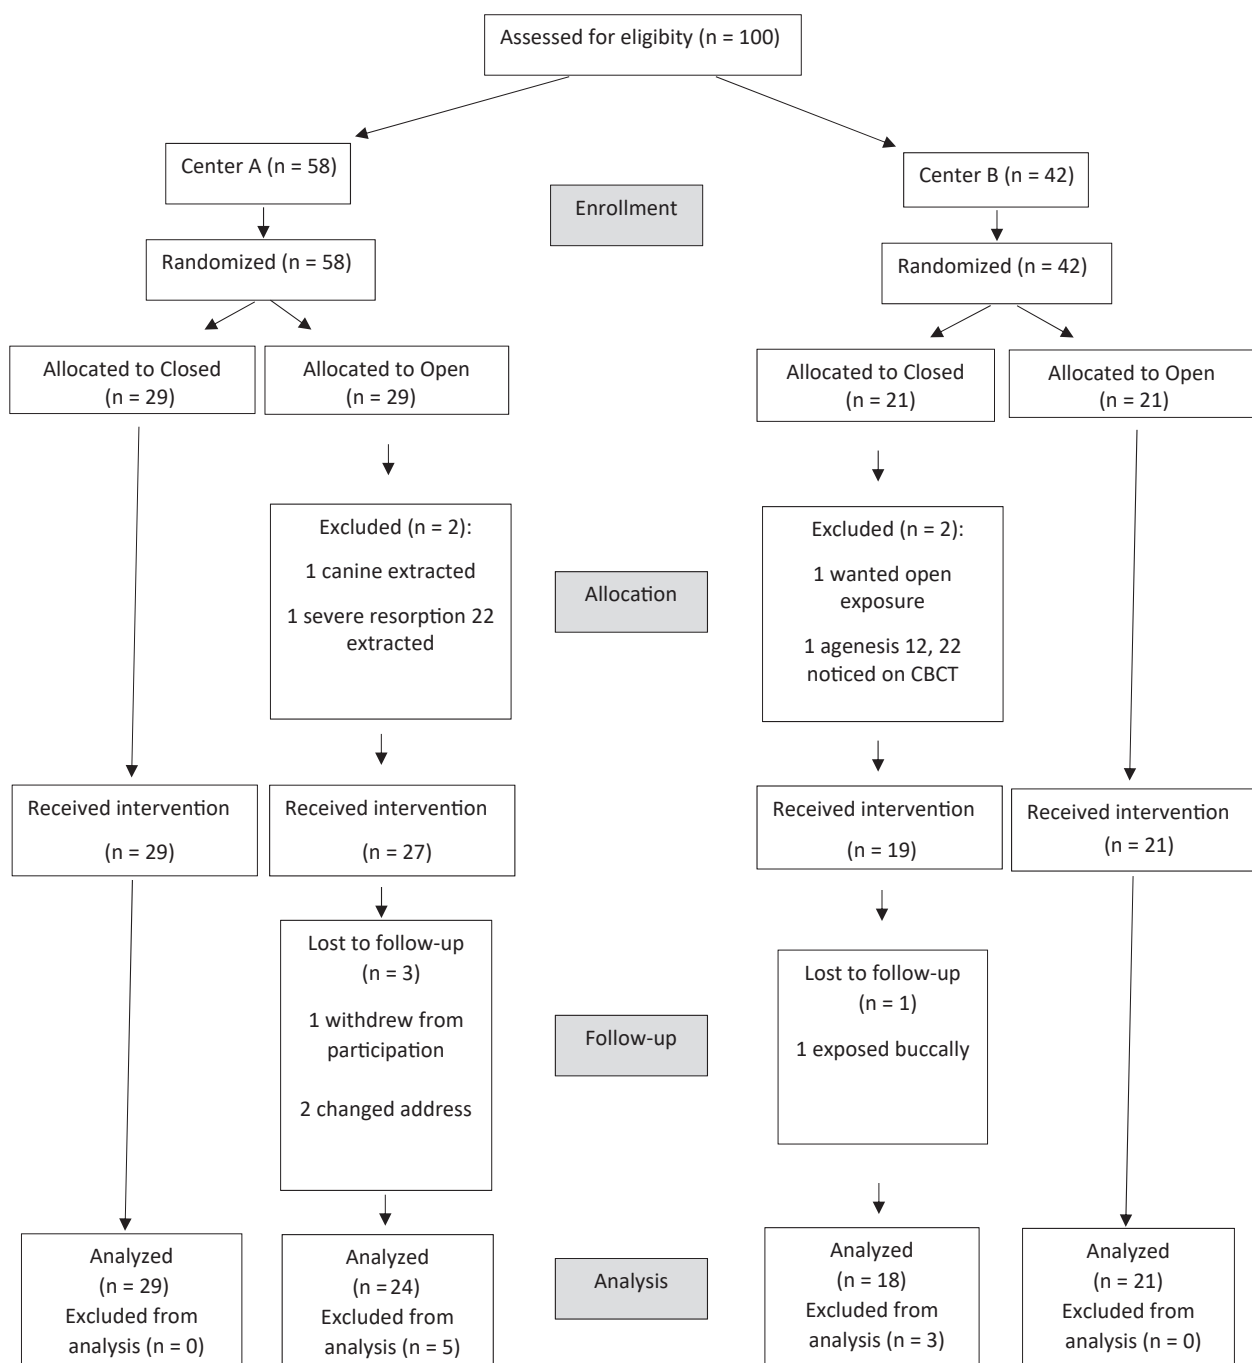 Assessed for eligibity (n = 100)
Center A (n = 58)
Center B (n = 42)
Enrollment
Randomized (n = 58)
Randomized (n = 42)
Allocated to Closed
(n = 29)
Allocated to Open
(n = 29)
Allocated to Closed
(n = 21)
Allocated to Open
(n = 21)
Excluded (n = 2):
1 canine extracted
1 severe resorption 22
extracted
Allocation
Excluded (n = 2):
1 wanted open
exposure
1 agenesis 12, 22
noticed on CBCT
Received intervention
(n = 29)
Received intervention
(n = 27)
Received intervention
(n = 19)
Received intervention
(n = 21)
Lost to follow-up
(n = 3)
1 withdrew from
participation
2 changed address
Follow-up
Lost to follow-up
(n = 1)
1 exposed buccally
Analyzed
(n = 29)
Excluded from
analysis (n = 0)
Analyzed
(n = 24)
Excluded from
analysis (n = 5)
Analysis
Analyzed
(n = 18)
Excluded from
analysis (n = 3)
Analyzed
(n = 21)
Excluded from
analysis (n = 0)